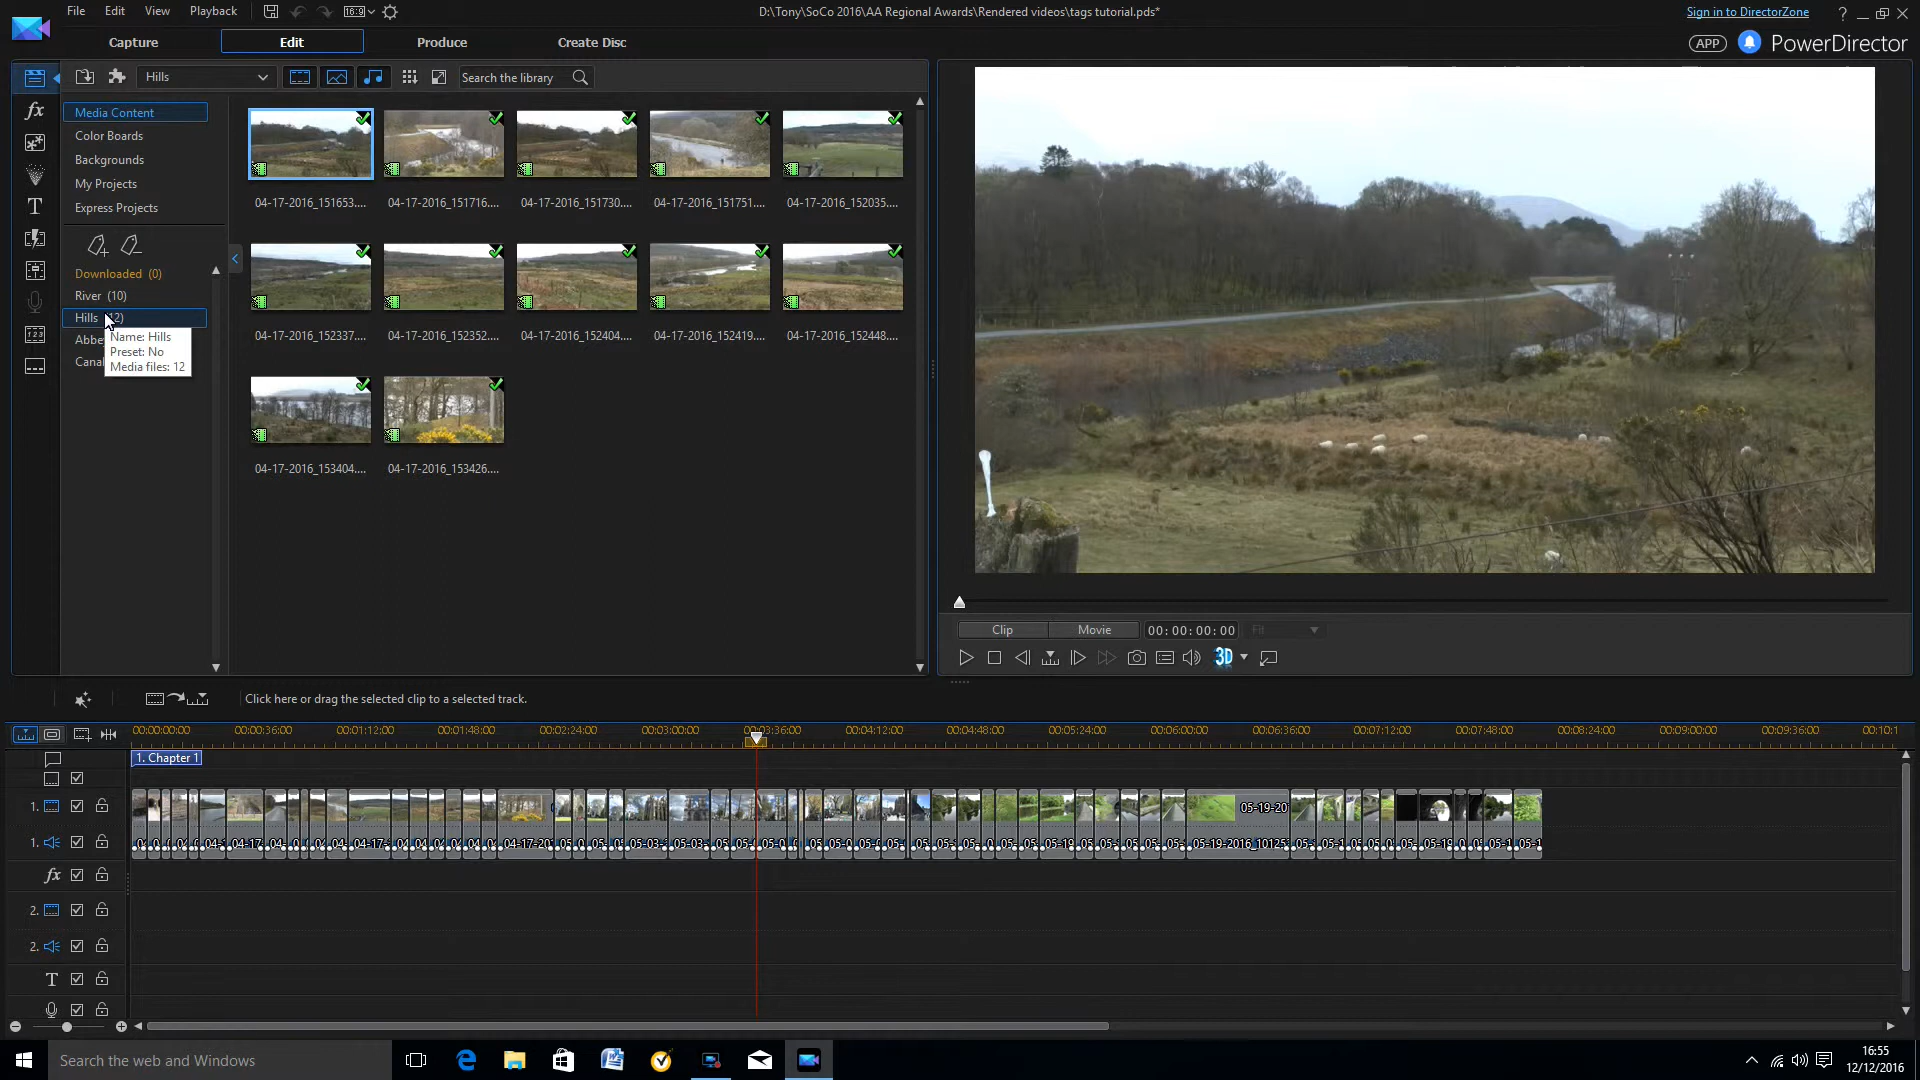 File Edit View Playback
16:9
D:\Tony\SoCo 2016\AA Regional Awards\Rendered videos\tags tutorial.pds*
Sign in to DirectorZone
?
Capture Edit Produce Create Disc
APP PowerDirector
Hills
Search the library
Media Content
Color Boards
Backgrounds
My Projects
Express Projects
Downloaded (0)
River (10)
Hills
Name: Hills
Preset: No
Media files: 12
04-17-2016_151653.... 04-17-2016_151716.... 04-17-2016_151730.... 04-17-2016_151751.... 04-17-2016_152035....
04-17-2016_152337.... 04-17-2016_152352.... 04-17-2016_152404.... 04-17-2016_152419.... 04-17-2016_152448....
04-17-2016_153404.... 04-17-2016_153426....
Clip Movie 00:00:00:00 Fit
3D
Click here or drag the selected clip to a selected track.
00:00:00:00 00:00:36:00 00:01:12:00 00:01:48:00 00:02:24:00 00:03:00:00 00:03:36:00 00:04:12:00 00:04:48:00 00:05:24:00 00:06:00:00 00:06:36:00 00:07:12:00 00:07:48:00 00:08:24:00 00:09:00:00 00:09:36:00 00:10:1
1. Chapter 1
1.
05-19-20
1.
04-17-201
05-19-2016_10125
fx
2.
2.
T
Search the web and Windows
16:55
12/12/2016